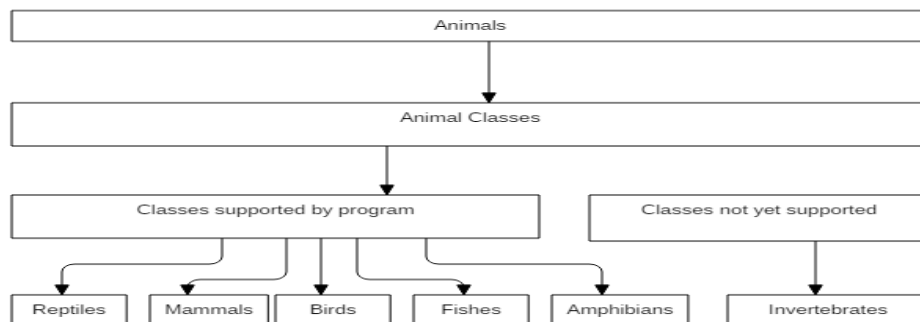 Animals
Animal Classes
Classes supported by program
Classes not yet supported
Reptiles
Mammals
Birds
Fishes
Amphibians
Invertebrates